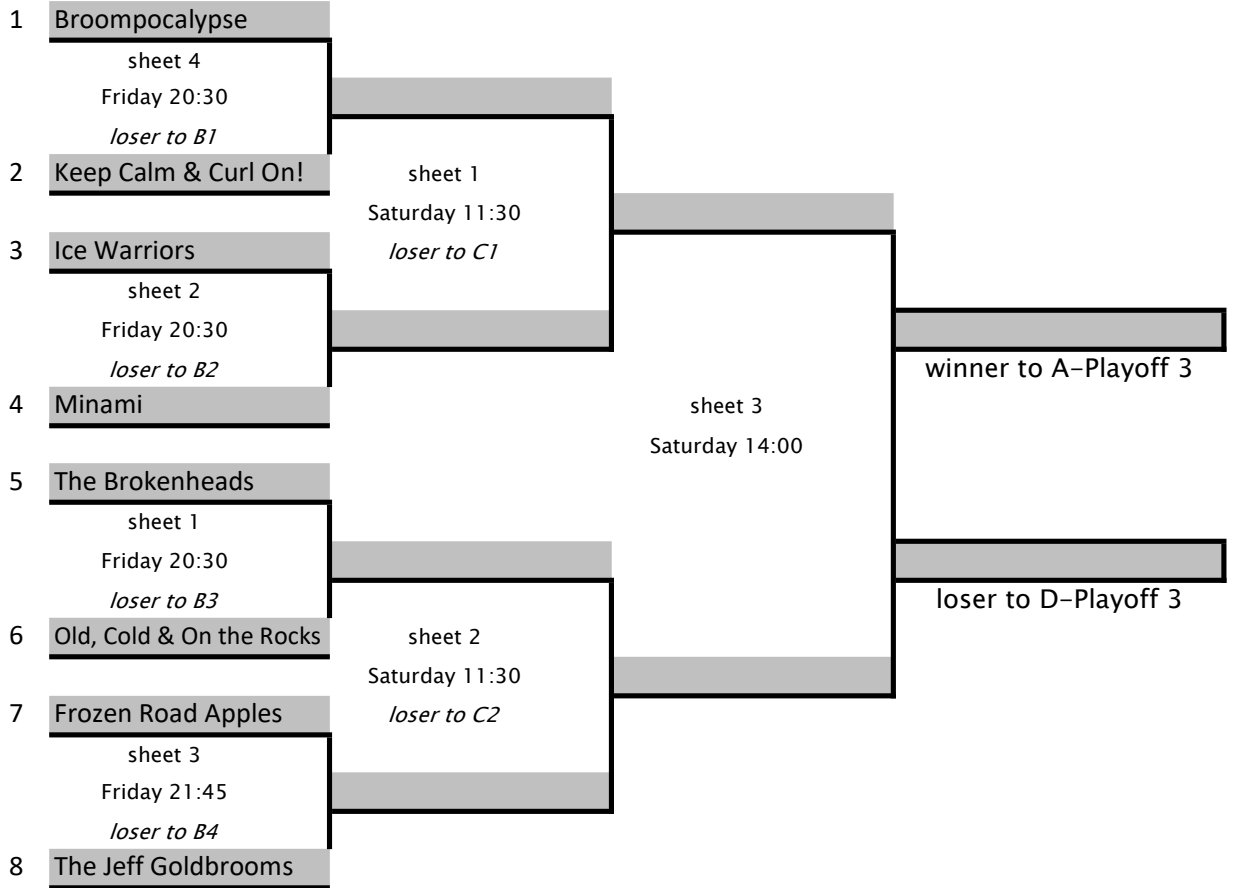 1 Broompocalypse
sheet 4
Friday 20:30
loser to B1
2 Keep Calm & Curl On!
3 Ice Warriors
sheet 2
Friday 20:30
loser to B2
4 Minami
5 The Brokenheads
sheet 1
Friday 20:30
loser to B3
6 Old, Cold & On the Rocks
7 Frozen Road Apples
sheet 3
Friday 21:45
loser to B4
8 The Jeff Goldbrooms
sheet 1
Saturday 11:30
loser to C1
sheet 2
Saturday 11:30
loser to C2
sheet 3
Saturday 14:00
winner to A-Playoff 3
loser to D-Playoff 3